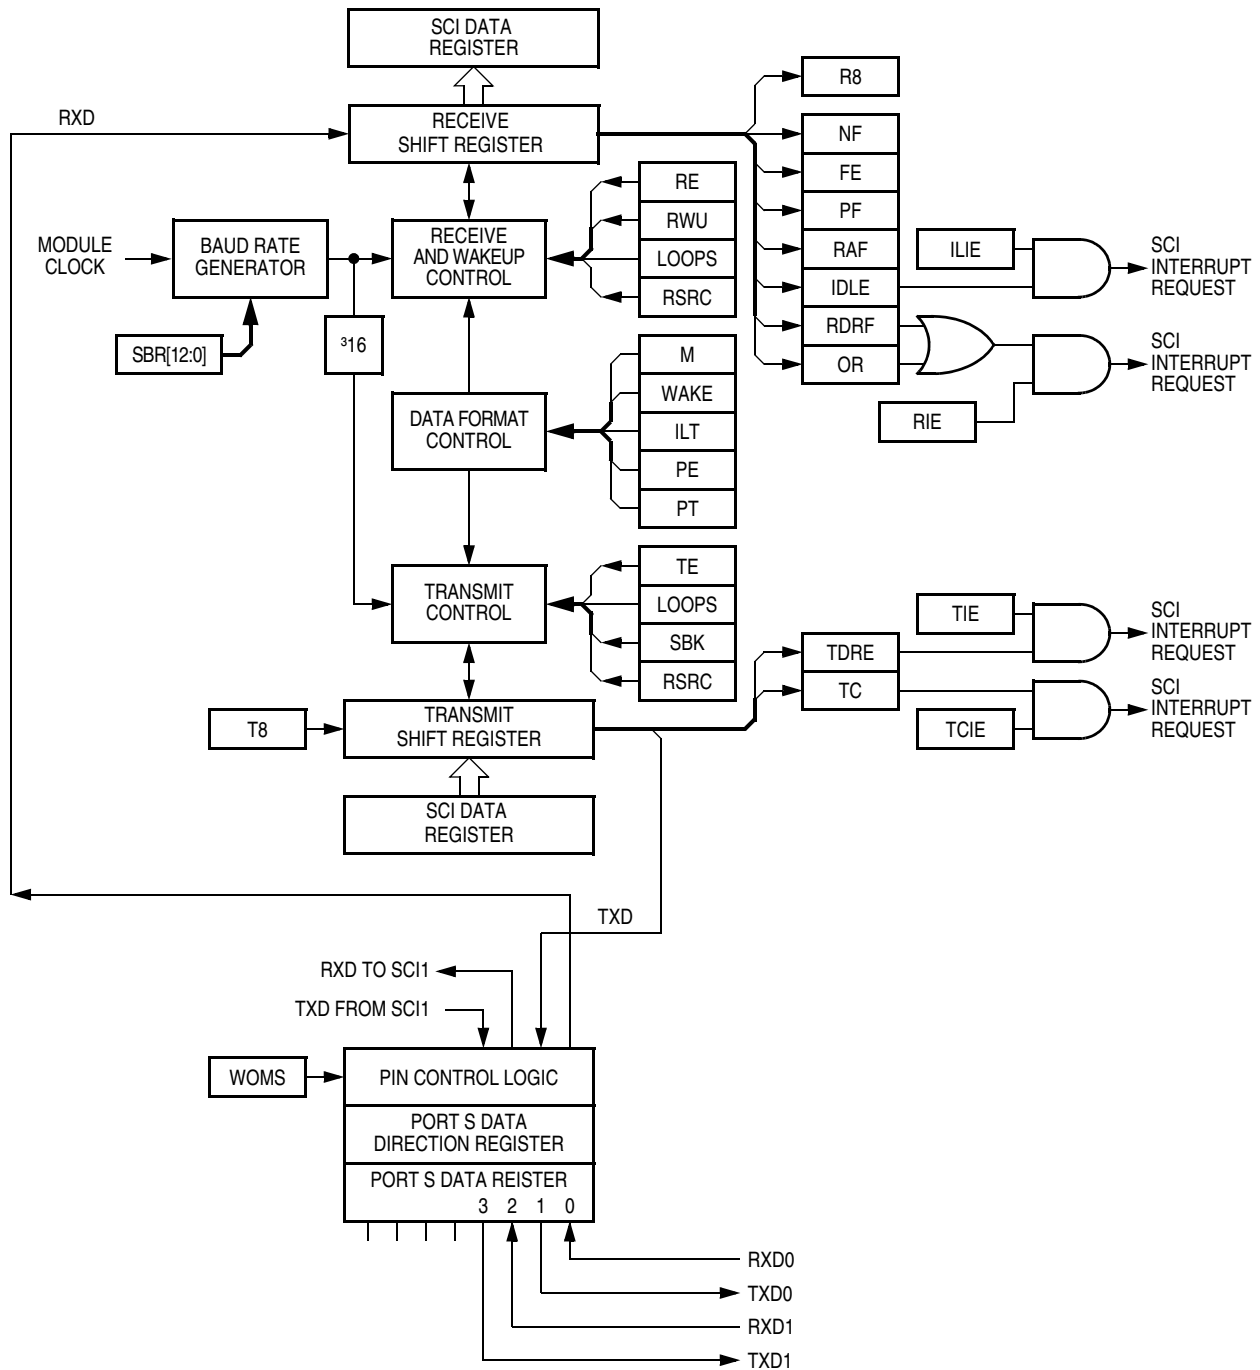 SCI DATA
REGISTER
RXD
RECEIVE
SHIFT REGISTER
R8
NF
FE
PF
RAF
IDLE
RDRF
OR
RE
RWU
LOOPS
RSRC
MODULE
CLOCK
BAUD RATE
GENERATOR
RECEIVE
AND WAKEUP
CONTROL
ILIE
SCI
INTERRUPT
REQUEST
SBR[12:0]
³16
SCI
INTERRUPT
REQUEST
RIE
DATA FORMAT
CONTROL
M
WAKE
ILT
PE
PT
TRANSMIT
CONTROL
TE
LOOPS
SBK
RSRC
TIE
SCI
INTERRUPT
REQUEST
TDRE
TC
TCIE
SCI
INTERRUPT
REQUEST
T8
TRANSMIT
SHIFT REGISTER
SCI DATA
REGISTER
TXD
RXD TO SCI1
TXD FROM SCI1
WOMS
PIN CONTROL LOGIC
PORT S DATA
DIRECTION REGISTER
PORT S DATA REISTER
3 2 1 0
RXD0
TXD0
RXD1
TXD1